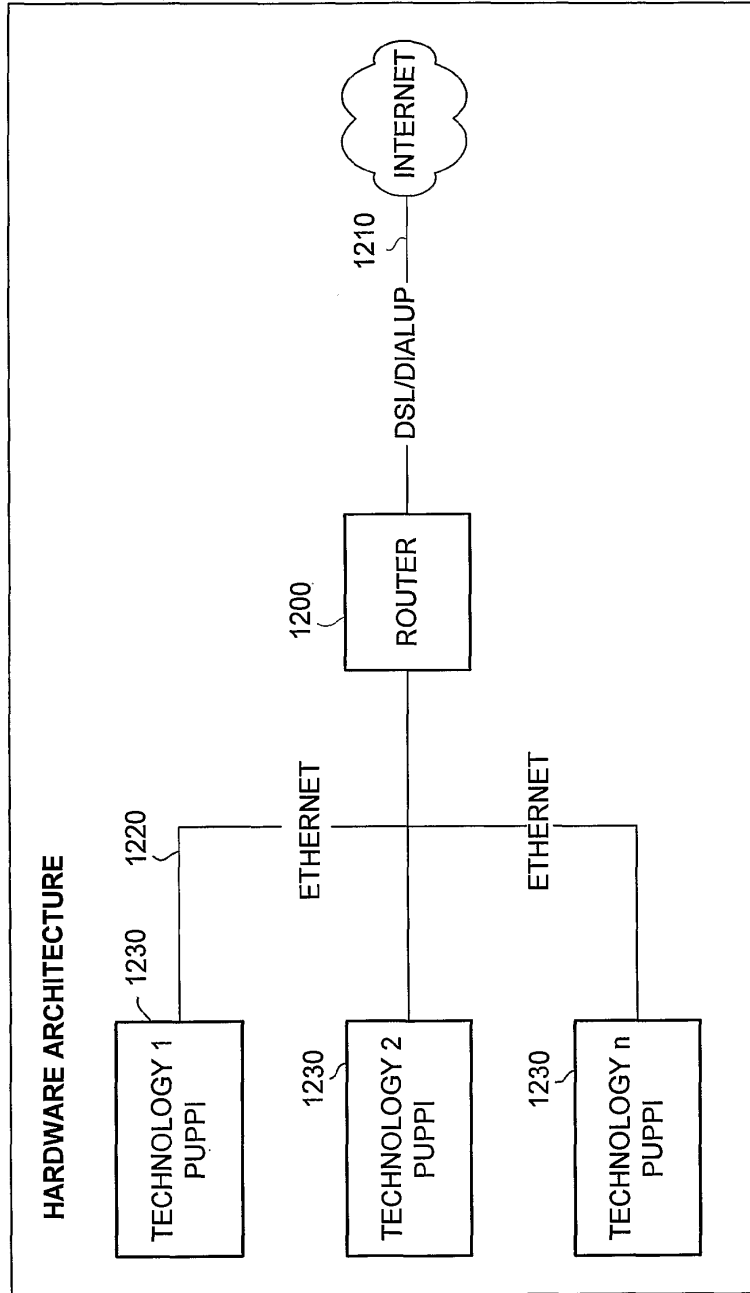 HARDWARE ARCHITECTURE
TECHNOLOGY 1
PUPPI
1230
1220
ETHERNET
TECHNOLOGY 2
PUPPI
1230
ROUTER
1200
DSL/DIALUP
1210
INTERNET
ETHERNET
TECHNOLOGY n
PUPPI
1230